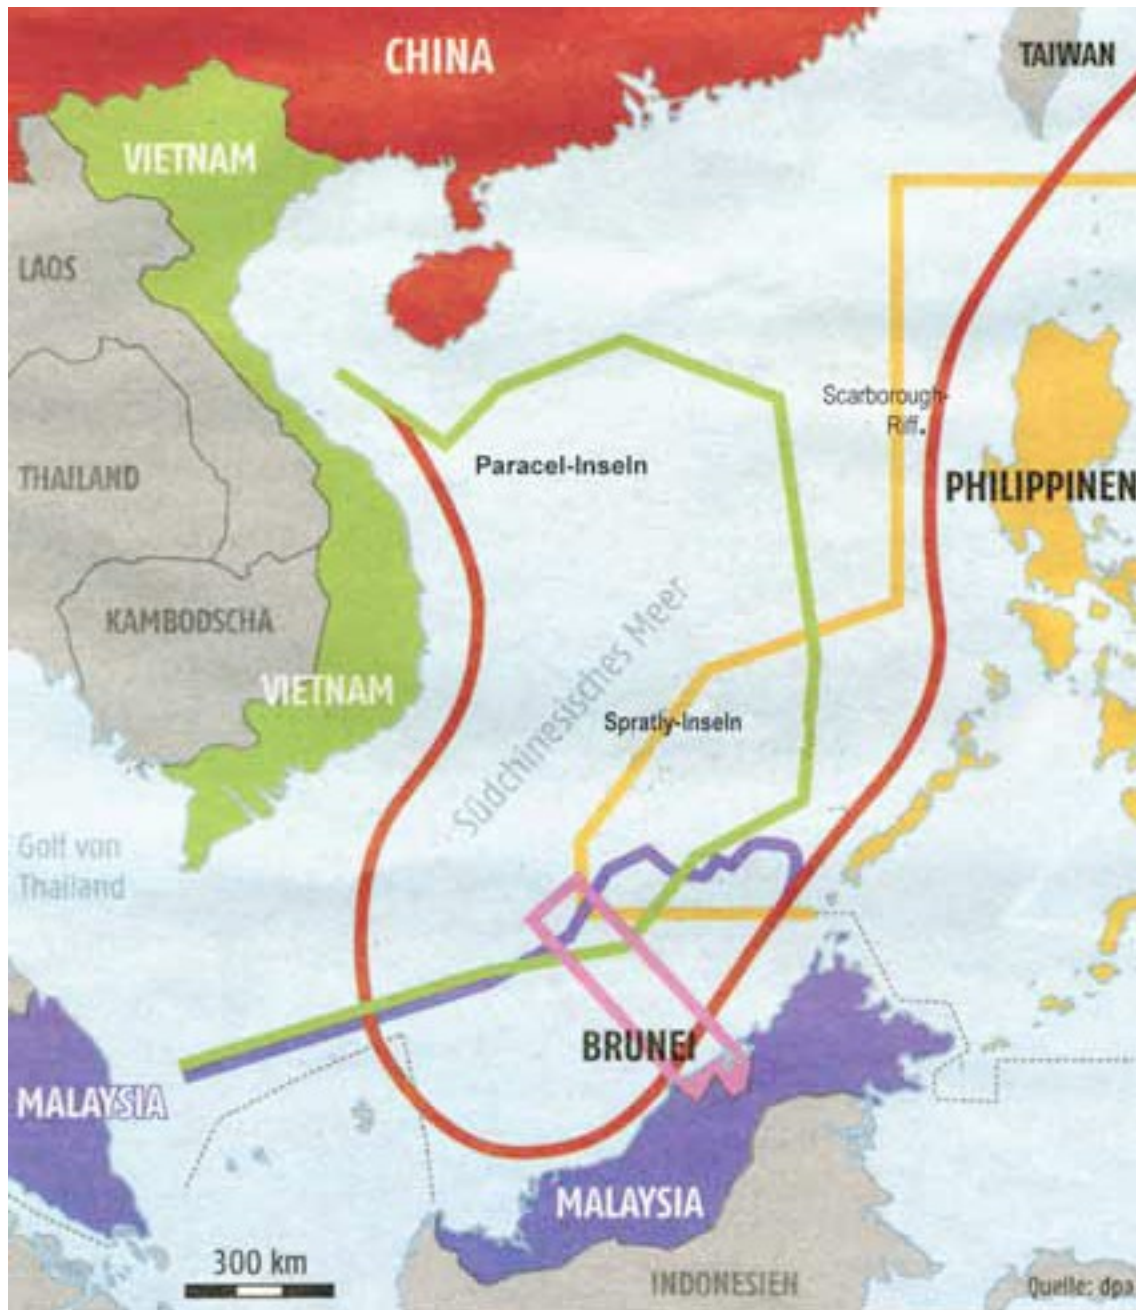 CHINA
TAIWAN
VIETNAM
LAOS
Scarborough-
Riff.
Paracel-Inseln
THAILAND
PHILIPPINEN
KAMBODSCHA
Südchinesisches Meer
VIETNAM
Spratly-Inseln
Golf von
Thailand
BRUNEI
MALAYSIA
MALAYSIA
300 km
INDONESIEN
Quelle: dpa